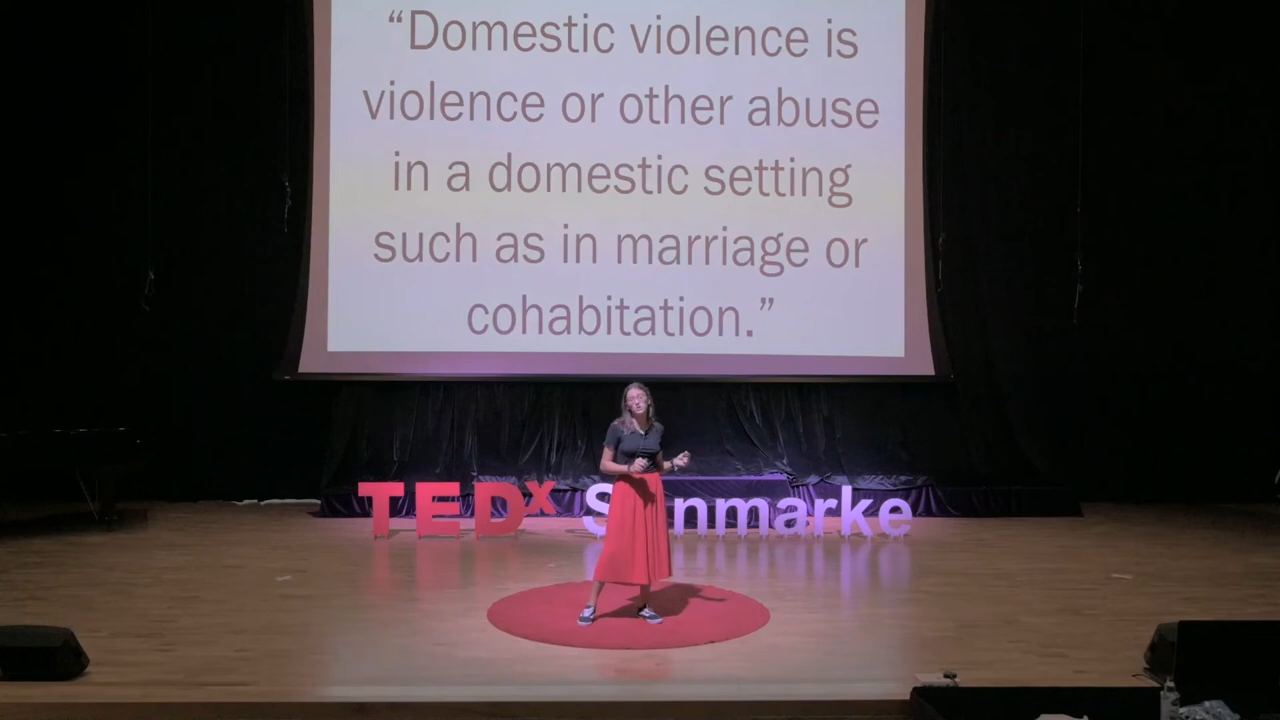 “Domestic violence is
violence or other abuse
in a domestic setting
such as in marriage or
cohabitation.”
TEDx